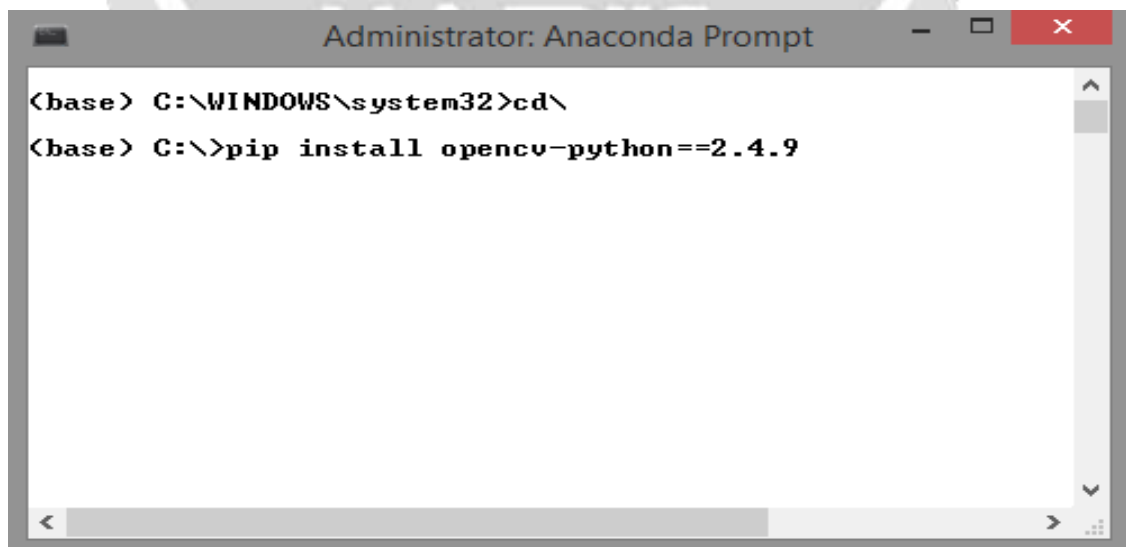 Administrator: Anaconda Prompt
(base) C:\WINDOWS\system32>cd\
(base) C:\>pip install opencv-python==2.4.9